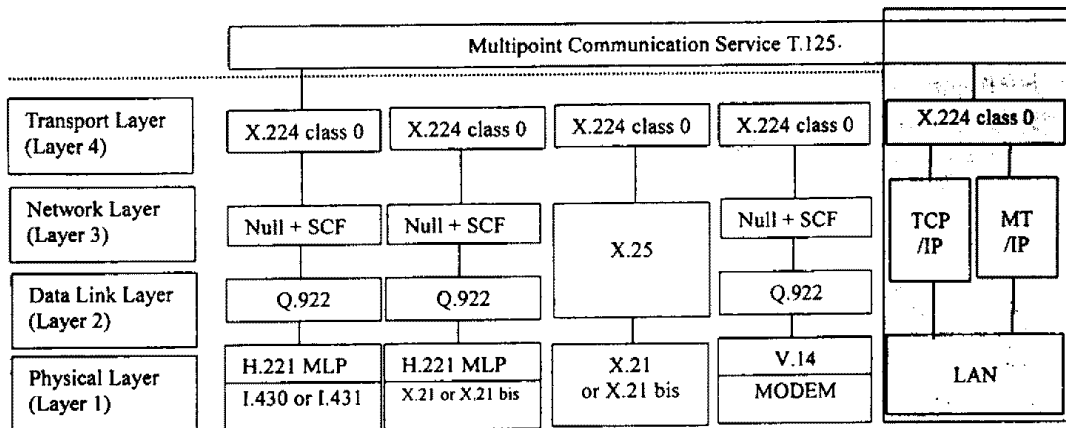 Multipoint Communication Service T.125.
Transport Layer
(Layer 4)
X.224 class 0
X.224 class 0
X.224 class 0
X.224 class 0
X.224 class 0
Network Layer
(Layer 3)
Null + SCF
Null + SCF
X.25
Null + SCF
TCP
/IP
MT
/IP
Data Link Layer
(Layer 2)
Q.922
Q.922
Q.922
Physical Layer
(Layer 1)
H.221 MLP
I.430 or I.431
H.221 MLP
X.21 or X.21 bis
X.21
or X.21 bis
V.14
MODEM
LAN